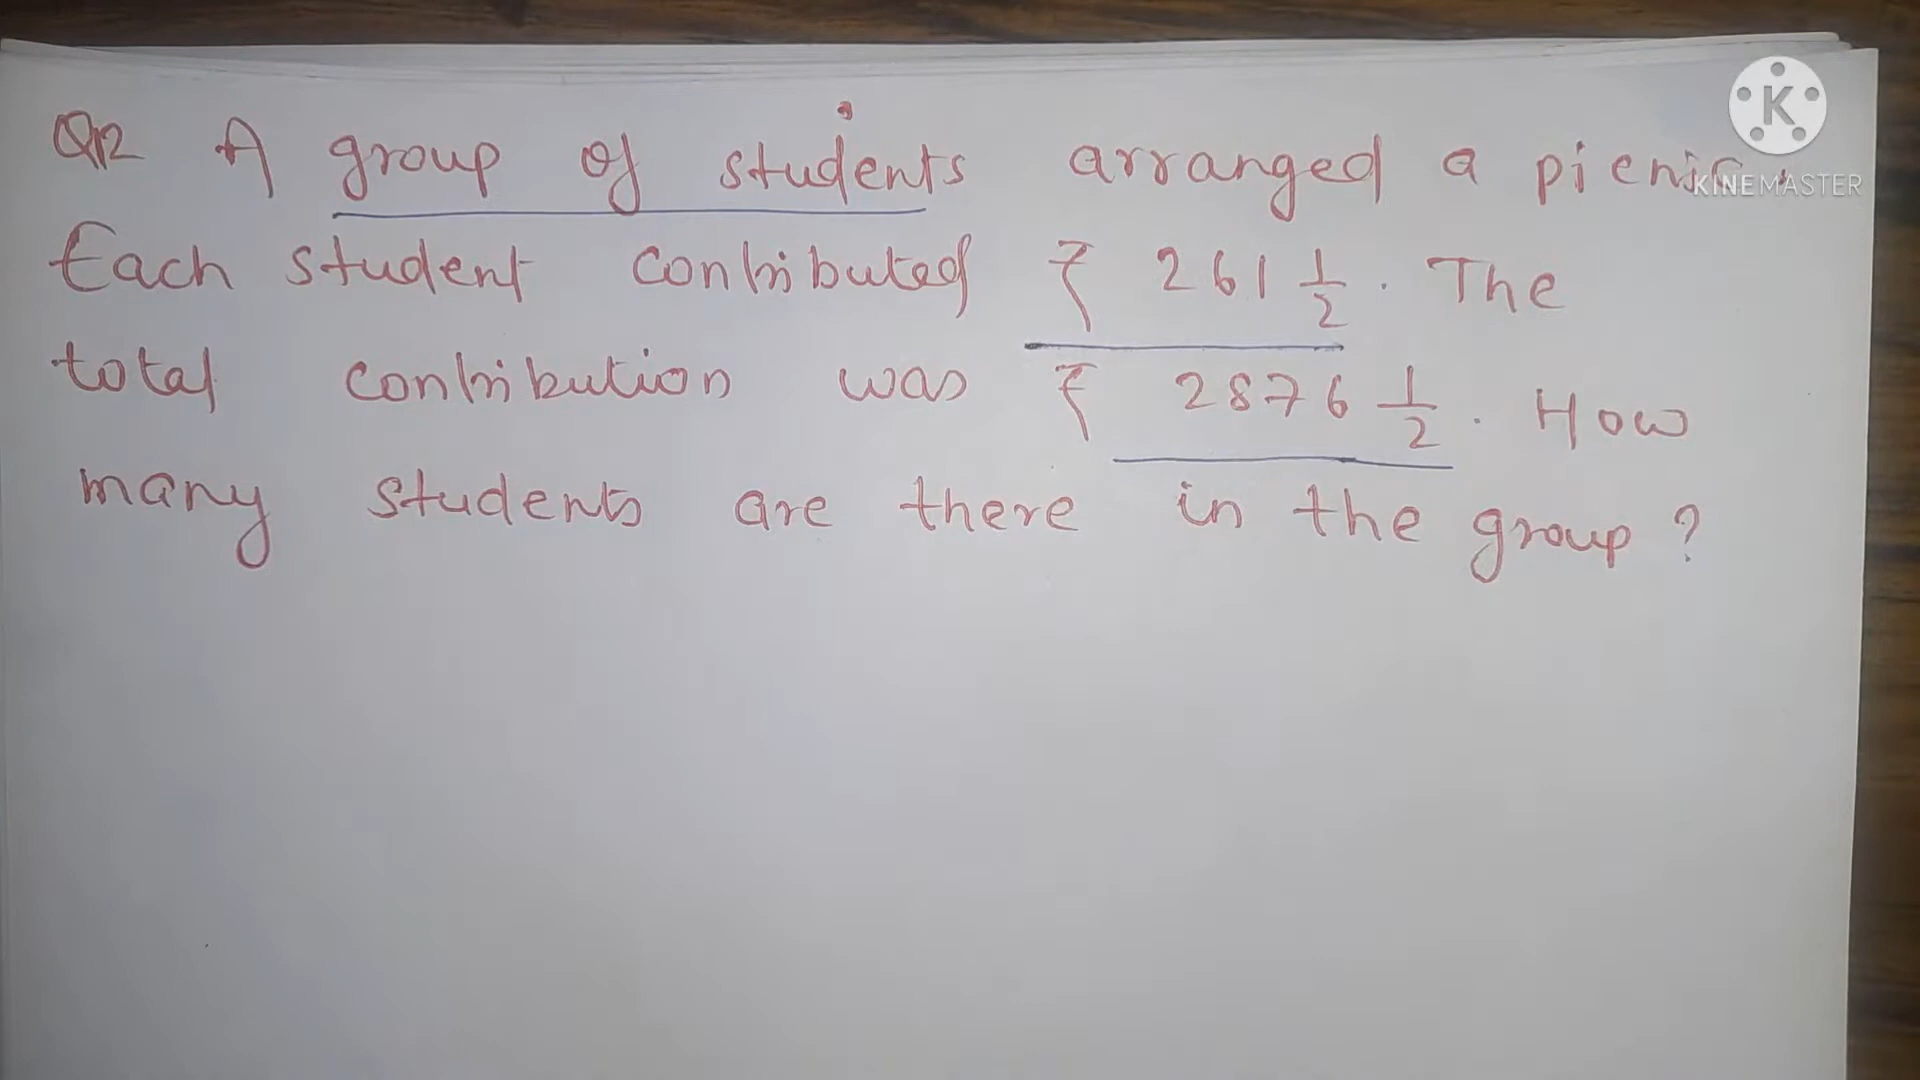 Q12 A group of students arranged a picnic.
Each student contributed ₹ 261 1/2 . The
total contribution was ₹ 2876 1/2 . How
many students are there in the group ?
K
KINEMASTER